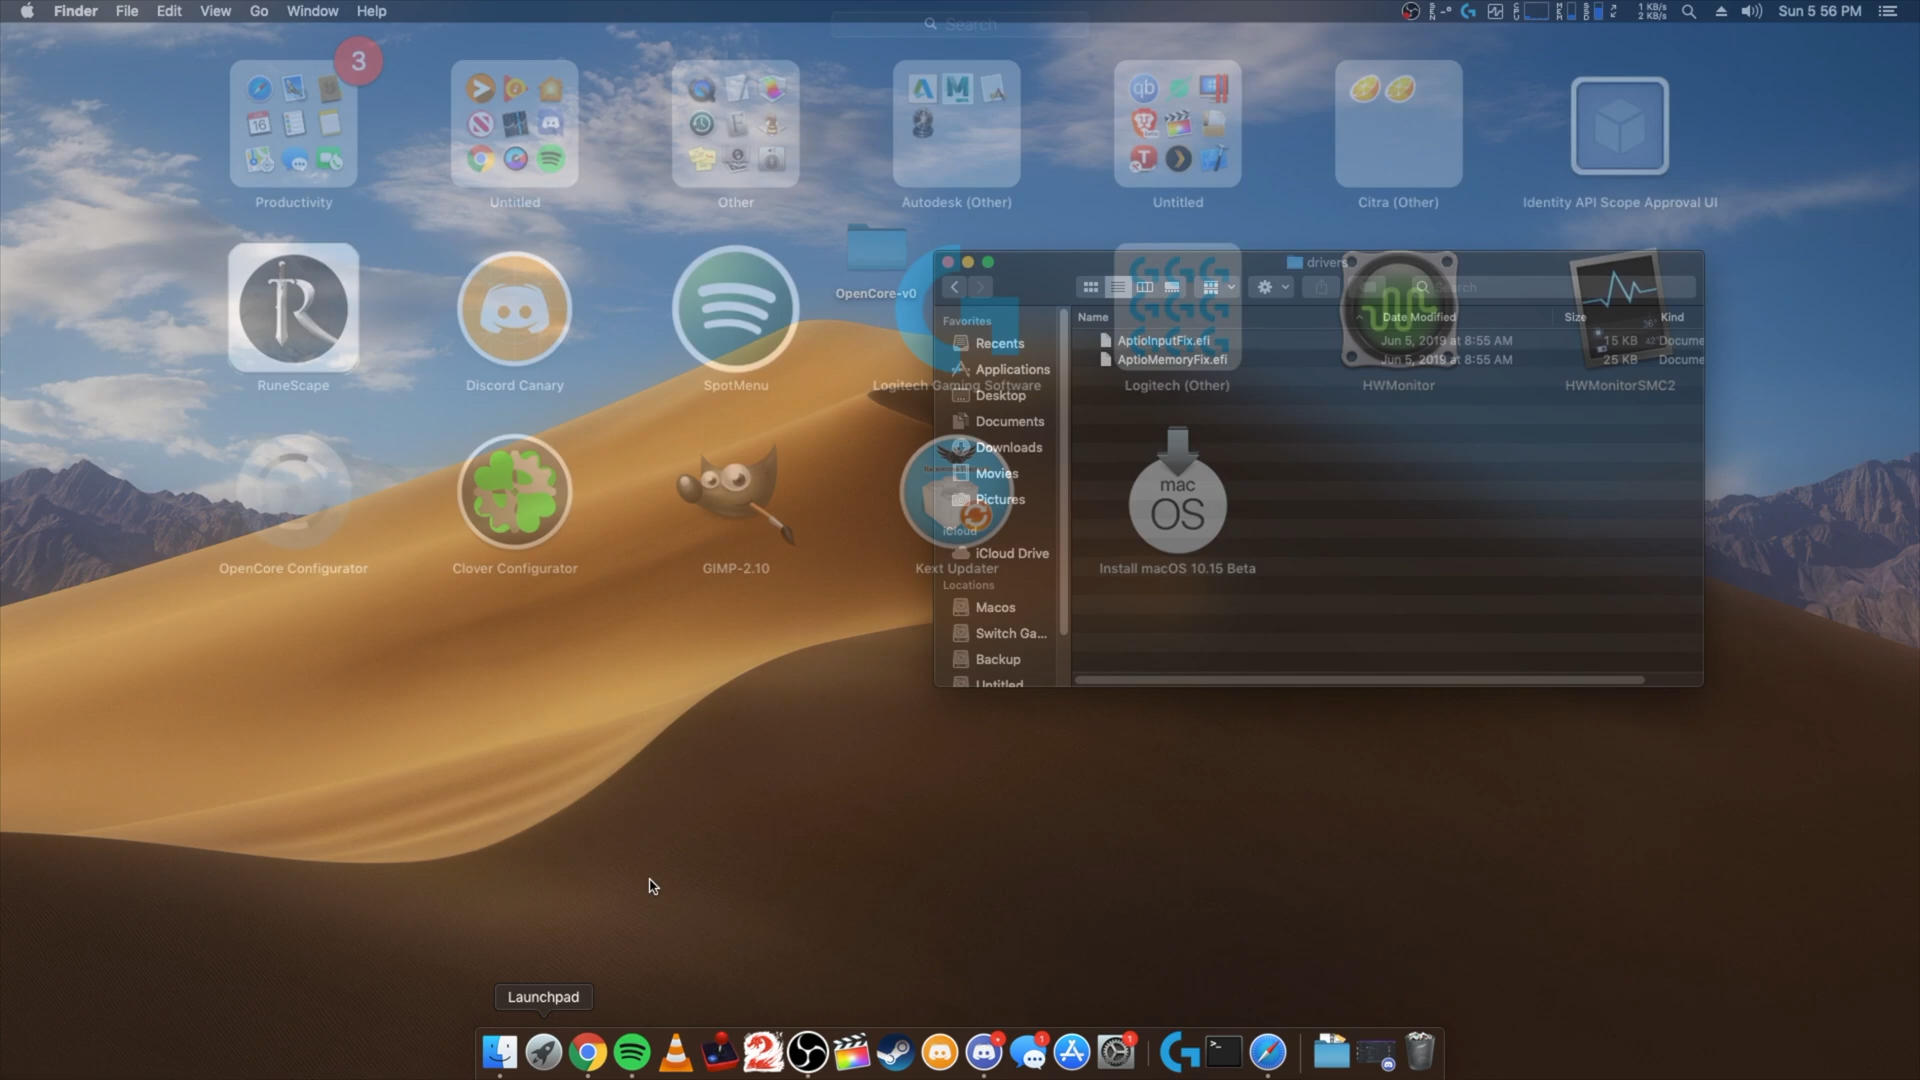 Finder File Edit View Go Window Help
1 KB/s
2 KB/s
Sun 5 56 PM
Search
3
Productivity
Untitled
Other
Autodesk (Other)
Untitled
Citra (Other)
Identity API Scope Approval UI
OpenCore-v0
drivers
Search
RuneScape
Discord Canary
SpotMenu
Logitech Gaming Software
Logitech (Other)
HWMonitor
HWMonitorSMC2
Name Date Modified Size Kind
AptioInputFix.efi Jun 5, 2019 at 8:55 AM 15 KB Docume
AptioMemoryFix.efi Jun 5, 2019 at 8:55 AM 25 KB Docume
Favorites
Recents
Applications
Desktop
Documents
Downloads
Movies
Pictures
iCloud
iCloud Drive
Locations
Macos
Switch Ga...
Backup
Untitled
mac
OS
OpenCore Configurator
Clover Configurator
GIMP-2.10
Kext Updater
Install macOS 10.15 Beta
Launchpad
1
1